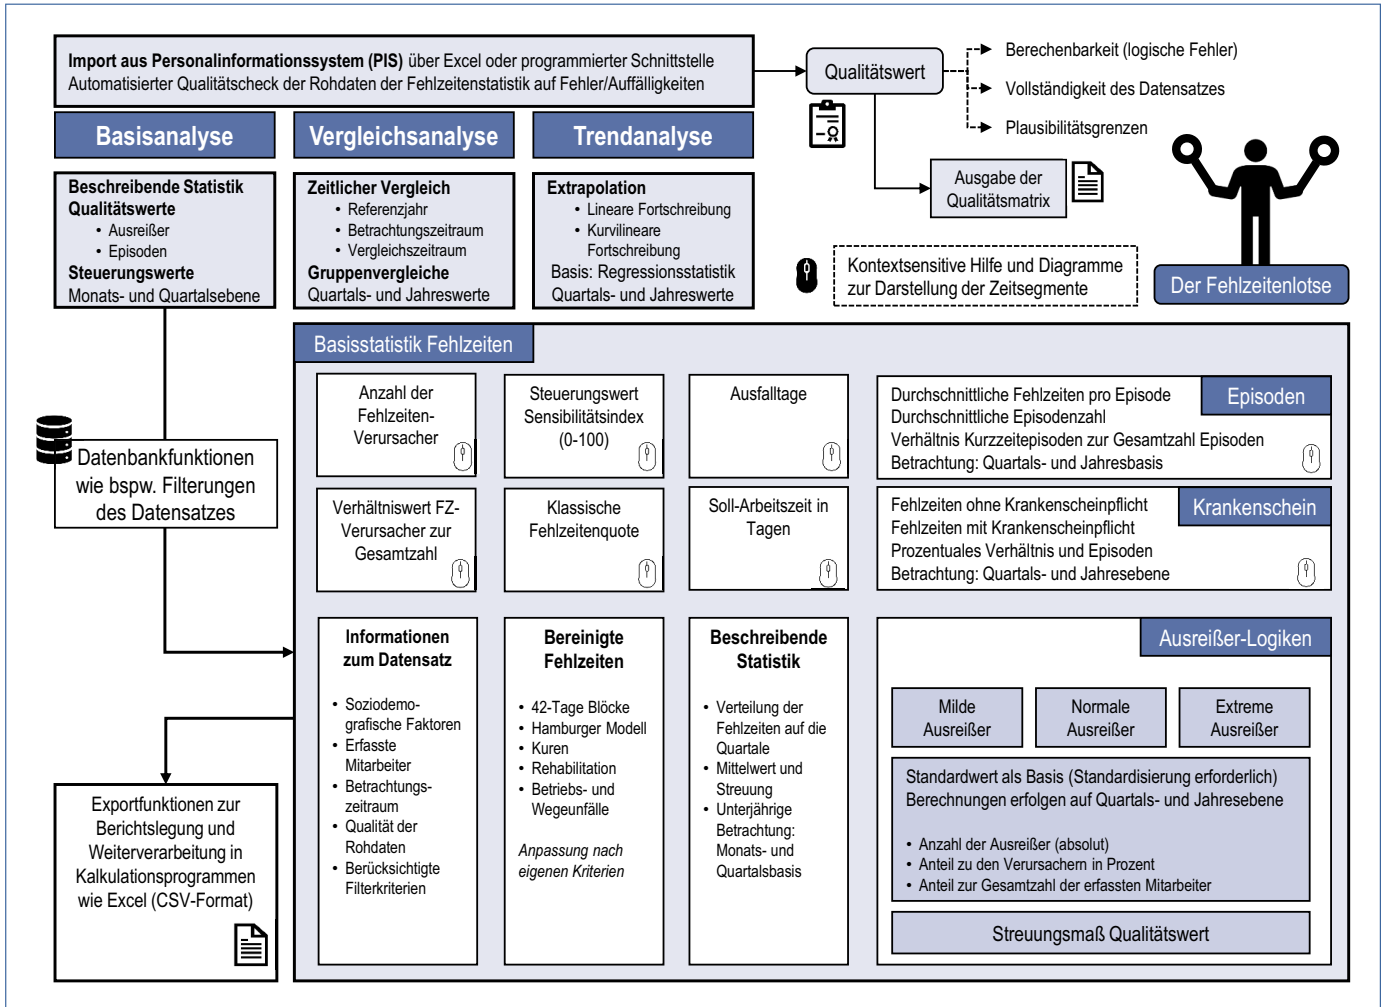 Import aus Personalinformationssystem (PIS) über Excel oder programmierter Schnittstelle
Automatisierter Qualitätscheck der Rohdaten der Fehlzeitenstatistik auf Fehler/Auffälligkeiten
Qualitätswert
Berechenbarkeit (logische Fehler)
Vollständigkeit des Datensatzes
Plausibilitätsgrenzen
Ausgabe der
Qualitätsmatrix
Basisanalyse
Beschreibende Statistik
Qualitätswerte
• Ausreißer
• Episoden
Steuerungswerte
Monats- und Quartalsebene
Vergleichsanalyse
Zeitlicher Vergleich
• Referenzjahr
• Betrachtungszeitraum
• Vergleichszeitraum
Gruppenvergleiche
Quartals- und Jahreswerte
Trendanalyse
Extrapolation
• Lineare Fortschreibung
• Kurvilineare
Fortschreibung
Basis: Regressionsstatistik
Quartals- und Jahreswerte
Kontextsensitive Hilfe und Diagramme
zur Darstellung der Zeitsegmente
Der Fehlzeitenlotse
Datenbankfunktionen
wie bspw. Filterungen
des Datensatzes
Exportfunktionen zur
Berichtslegung und
Weiterverarbeitung in
Kalkulationsprogrammen
wie Excel (CSV-Format)
Basisstatistik Fehlzeiten
Anzahl der
Fehlzeiten-
Verursacher
Steuerungswert
Sensibilitätsindex
(0-100)
Ausfalltage
Episoden
Durchschnittliche Fehlzeiten pro Episode
Durchschnittliche Episodenzahl
Verhältnis Kurzzeitepisoden zur Gesamtzahl Episoden
Betrachtung: Quartals- und Jahresbasis
Verhältniswert FZ-
Verursacher zur
Gesamtzahl
Klassische
Fehlzeitenquote
Soll-Arbeitszeit in
Tagen
Krankenschein
Fehlzeiten ohne Krankenscheinpflicht
Fehlzeiten mit Krankenscheinpflicht
Prozentuales Verhältnis und Episoden
Betrachtung: Quartals- und Jahresebene
Informationen
zum Datensatz
• Soziodemo-
grafische Faktoren
• Erfasste
Mitarbeiter
• Betrachtungs-
zeitraum
• Qualität der
Rohdaten
• Berücksichtigte
Filterkriterien
Bereinigte
Fehlzeiten
• 42-Tage Blöcke
• Hamburger Modell
• Kuren
• Rehabilitation
• Betriebs- und
Wegeunfälle
Anpassung nach
eigenen Kriterien
Beschreibende
Statistik
• Verteilung der
Fehlzeiten auf die
Quartale
• Mittelwert und
Streuung
• Unterjährige
Betrachtung:
Monats- und
Quartalsbasis
Ausreißer-Logiken
Milde
Ausreißer
Normale
Ausreißer
Extreme
Ausreißer
Standardwert als Basis (Standardisierung erforderlich)
Berechnungen erfolgen auf Quartals- und Jahresebene
• Anzahl der Ausreißer (absolut)
• Anteil zu den Verursachern in Prozent
• Anteil zur Gesamtzahl der erfassten Mitarbeiter
Streuungsmaß Qualitätswert